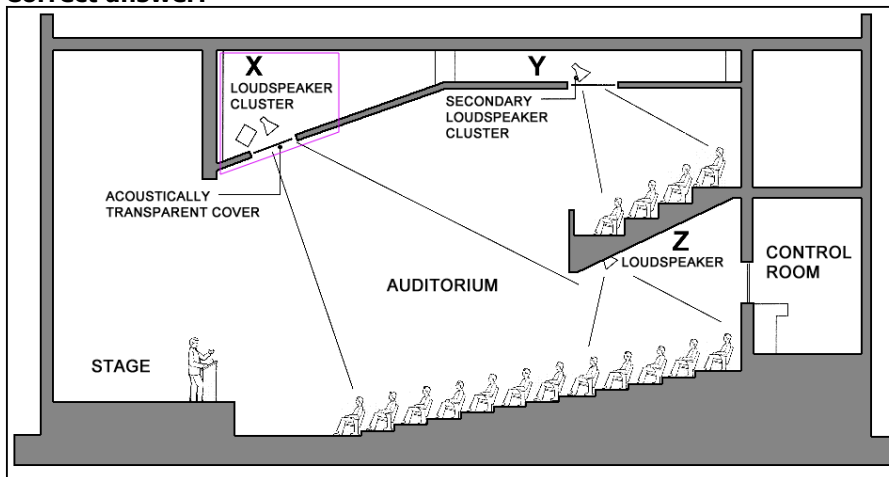 Correct answer:
X
LOUDSPEAKER
CLUSTER
Y
SECONDARY
LOUDSPEAKER
CLUSTER
ACOUSTICALLY
TRANSPARENT COVER
Z
LOUDSPEAKER
CONTROL
ROOM
AUDITORIUM
STAGE